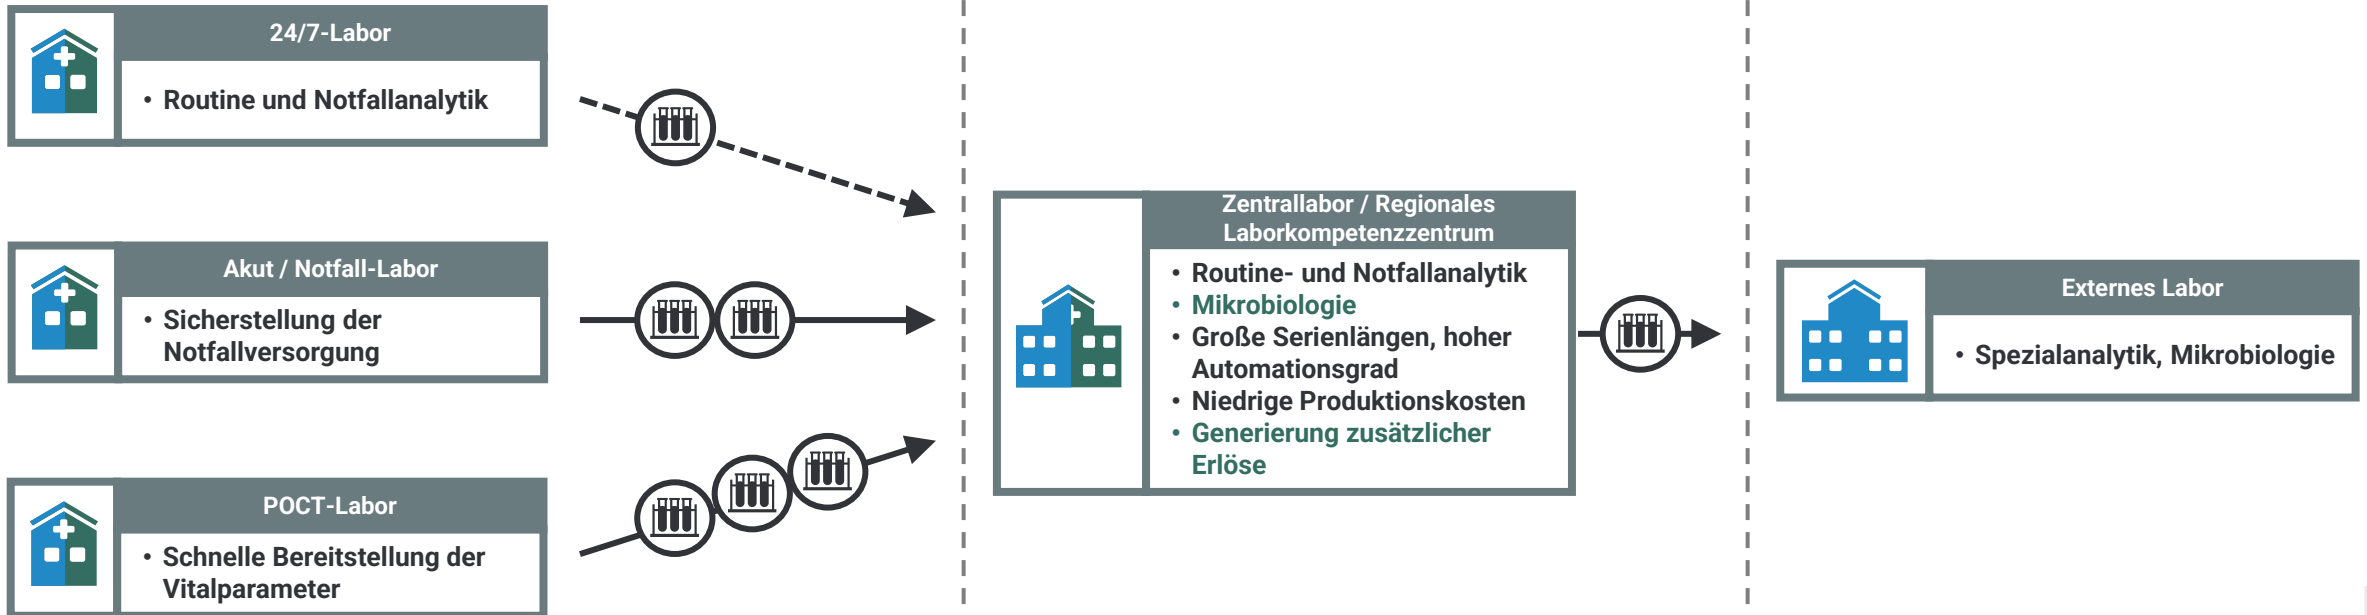 24/7-Labor
• Routine und Notfallanalytik
Akut / Notfall-Labor
• Sicherstellung der
Notfallversorgung
POCT-Labor
• Schnelle Bereitstellung der
Vitalparameter
Zentrallabor / Regionales
Laborkompetenzzentrum
• Routine- und Notfallanalytik
• Mikrobiologie
• Große Serienlängen, hoher
Automationsgrad
• Niedrige Produktionskosten
• Generierung zusätzlicher
Erlöse
Externes Labor
• Spezialanalytik, Mikrobiologie